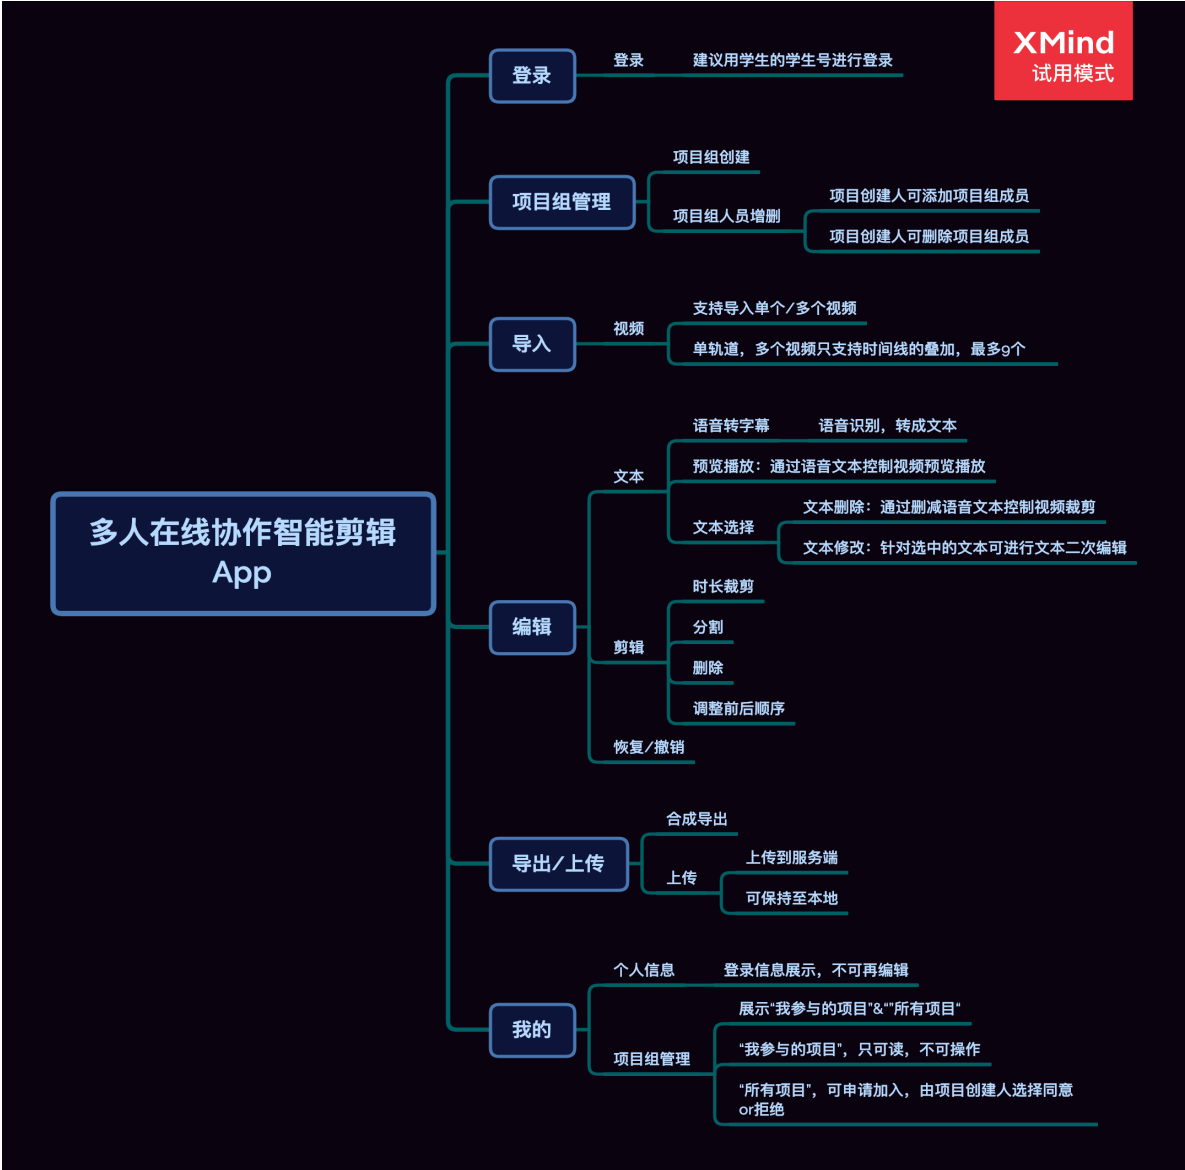 XMind
试用模式
多人在线协作智能剪辑
App
登录
登录
建议用学生的学生号进行登录
项目组管理
项目组创建
项目组人员增删
项目创建人可添加项目组成员
项目创建人可删除项目组成员
导入
视频
支持导入单个/多个视频
单轨道，多个视频只支持时间线的叠加，最多9个
编辑
文本
语音转字幕
语音识别，转成文本
预览播放：通过语音文本控制视频预览播放
文本选择
文本删除：通过删减语音文本控制视频裁剪
文本修改：针对选中的文本可进行文本二次编辑
剪辑
时长裁剪
分割
删除
调整前后顺序
恢复/撤销
导出/上传
合成导出
上传
上传到服务端
可保持至本地
我的
个人信息
登录信息展示，不可再编辑
项目组管理
展示“我参与的项目”&“”所有项目“
“我参与的项目”，只可读，不可操作
“所有项目”，可申请加入，由项目创建人选择同意
or拒绝